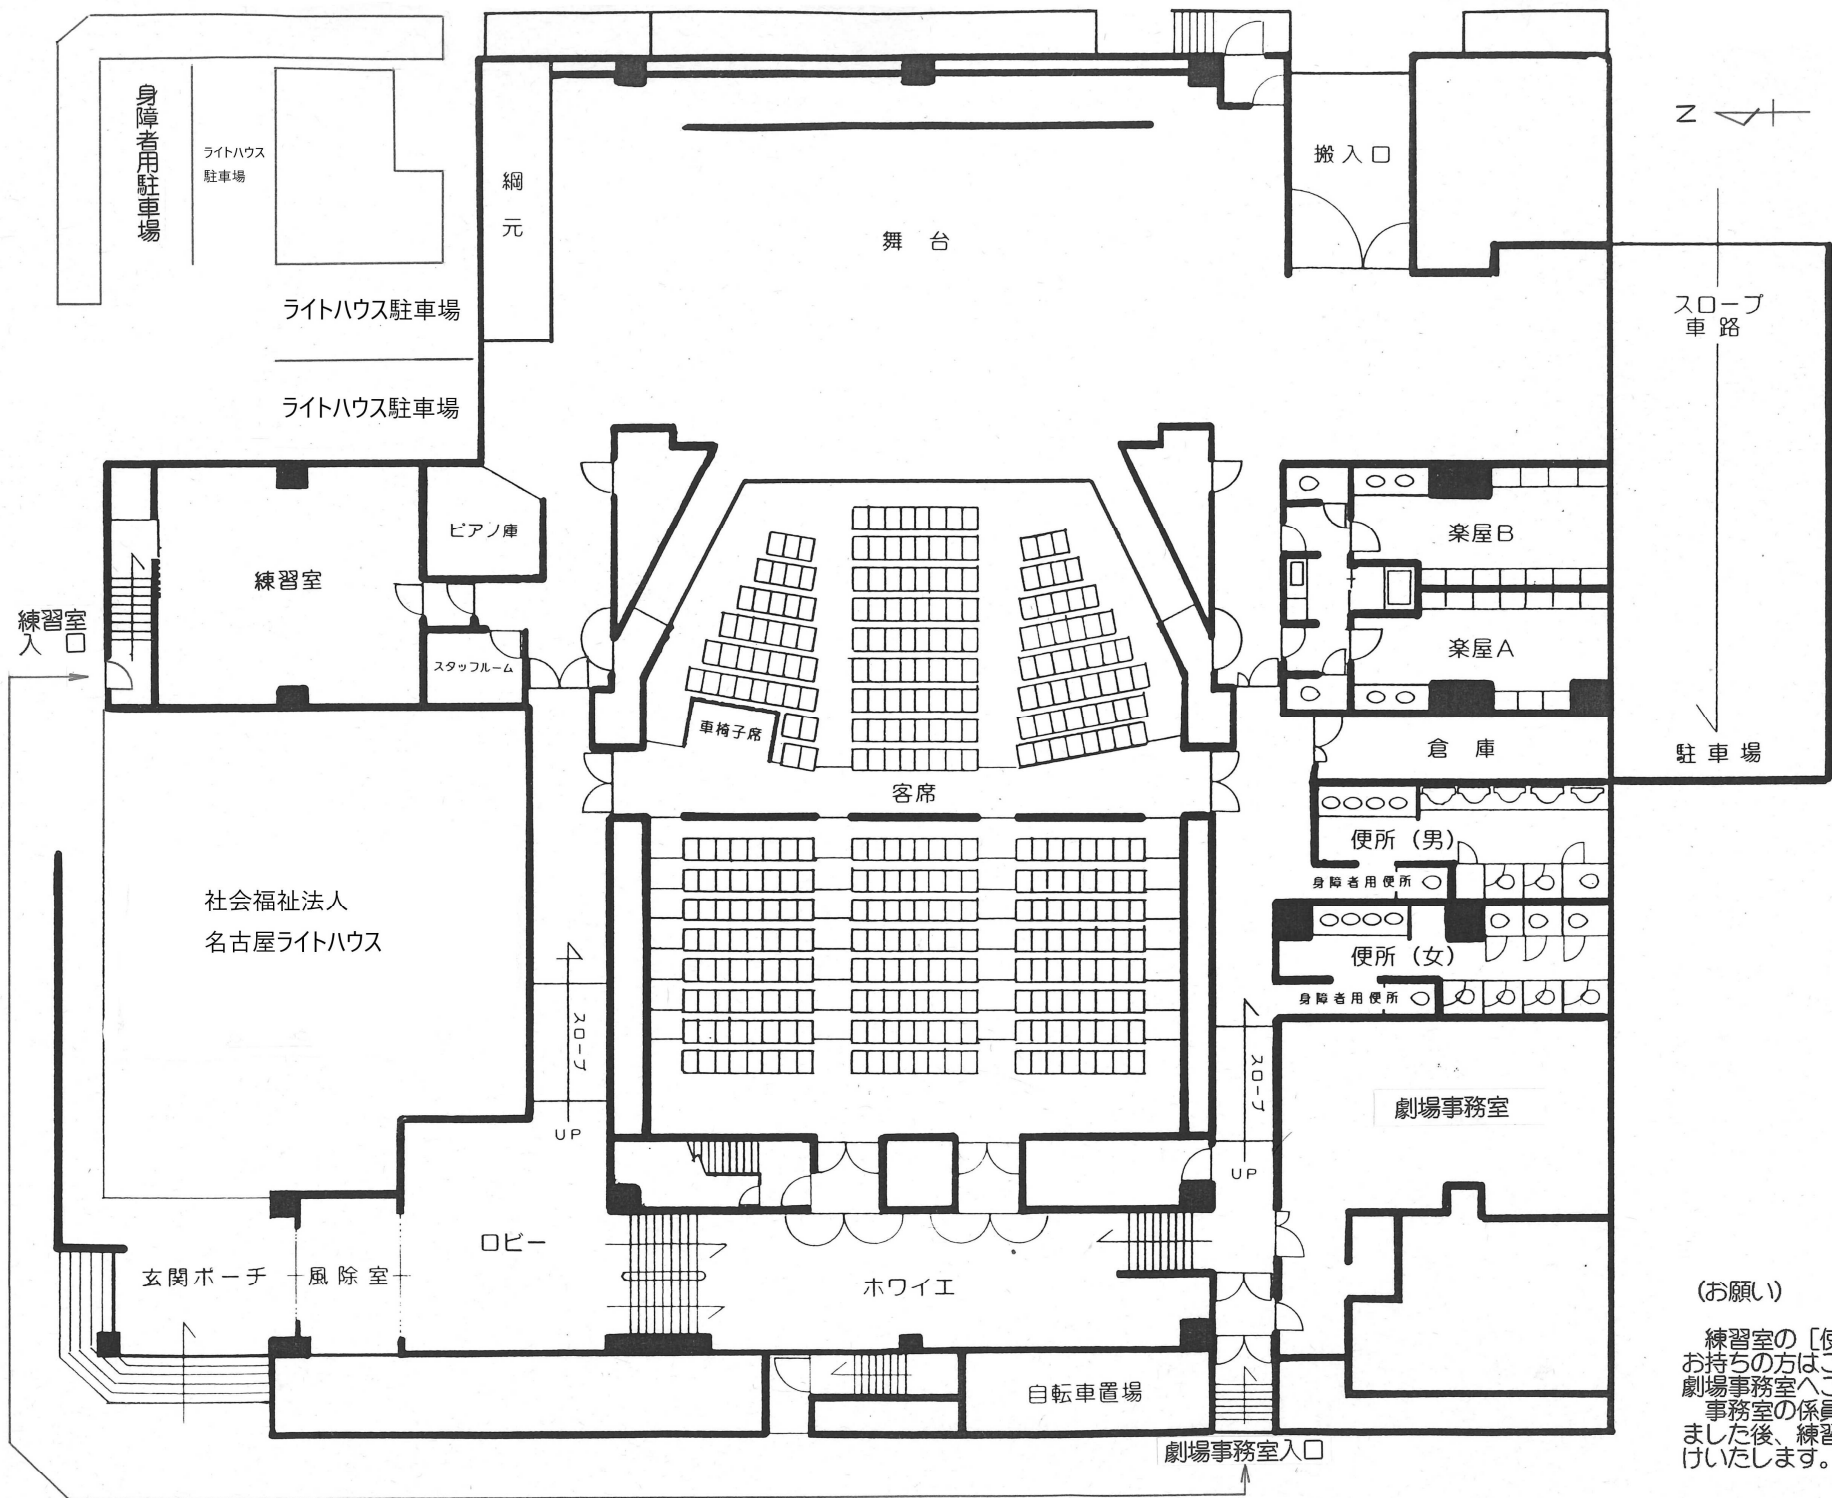 身障者用駐車場
ライトハウス
駐車場
綱
元
舞 台
搬入口
N
ライトハウス駐車場
ライトハウス駐車場
スロープ
車 路
駐 車 場
練習室
入 口
練習室
ピアノ庫
スタッフルーム
楽屋B
楽屋A
倉 庫
車椅子席
客席
便所(男)
身障者用便所
便所(女)
身障者用便所
社会福祉法人
名古屋ライトハウス
スロープ
UP
スロープ
UP
劇場事務室
玄関ポーチ
風除室
ロビー
ホワイエ
自転車置場
劇場事務室入口
(お願い)
練習室の[使
お持ちの方はご
劇場事務室へご
事務室の係員
ました後、練習
けいたします。